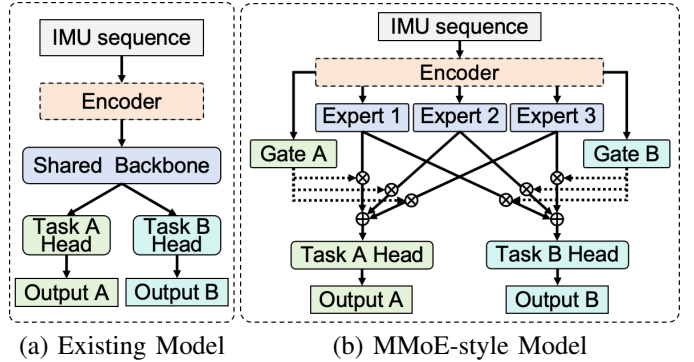 IMU sequence
Encoder
Shared Backbone
Task A
Head
Task B
Head
Output A
Output B
(a) Existing Model
IMU sequence
Encoder
Expert 1
Expert 2
Expert 3
Gate A
Gate B
Task A Head
Task B Head
Output A
Output B
(b) MMoE-style Model